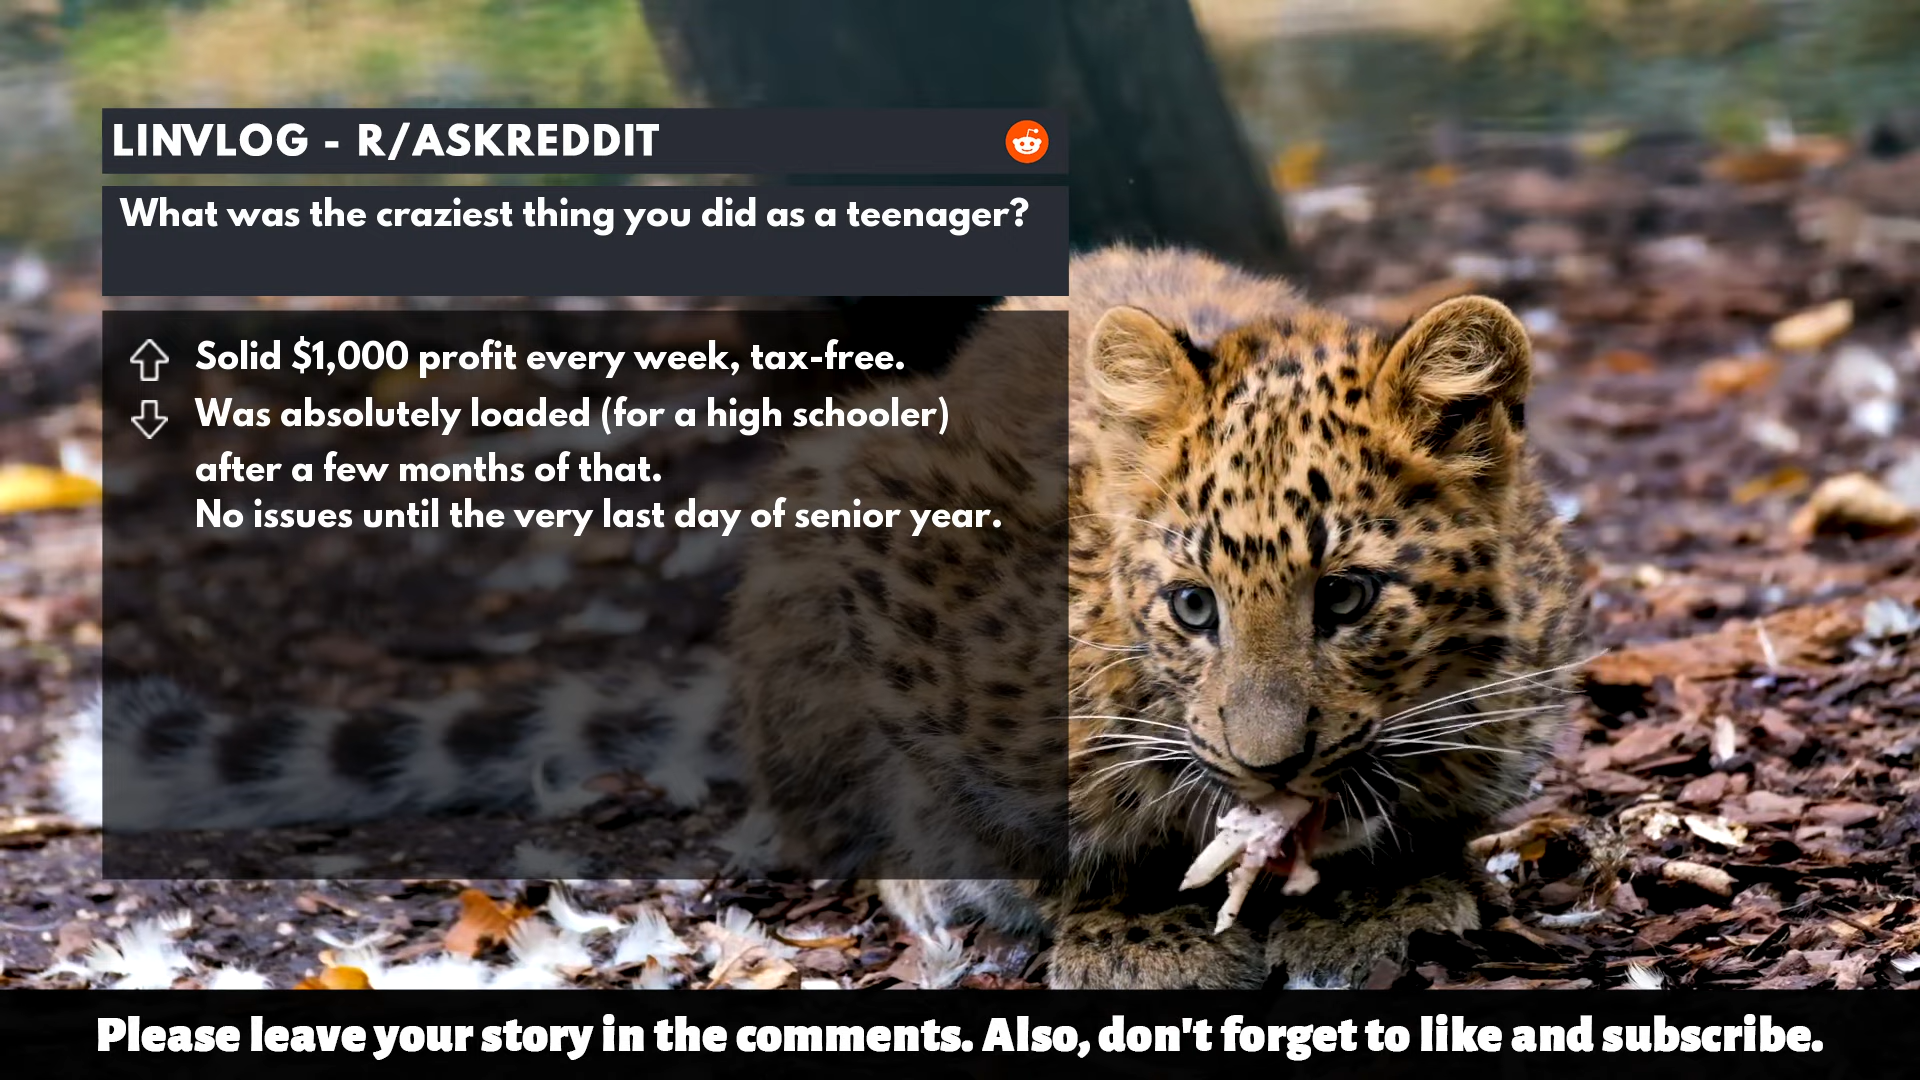 LINVLOG - R/ASKREDDIT
What was the craziest thing you did as a teenager?
Solid $1,000 profit every week, tax-free.
Was absolutely loaded (for a high schooler)
after a few months of that.
No issues until the very last day of senior year.
Please leave your story in the comments. Also, don't forget to like and subscribe.